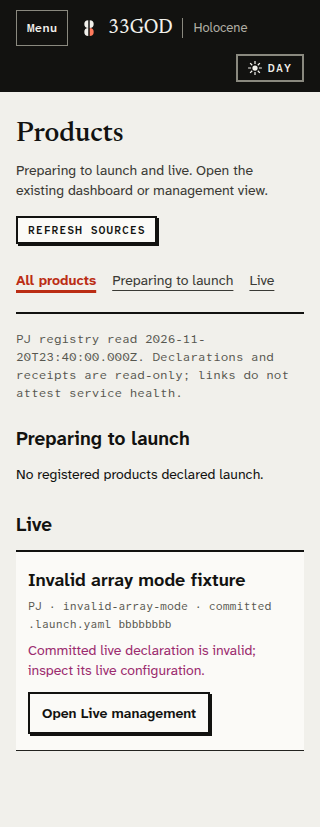 Menu
33GOD
Holocene
DAY
Products
Preparing to launch and live. Open the
existing dashboard or management view.
REFRESH SOURCES
All products
Preparing to launch
Live
PJ registry read 2026-11-
20T23:40:00.000Z. Declarations and
receipts are read-only; links do not
attest service health.
Preparing to launch
No registered products declared launch.
Live
Invalid array mode fixture
PJ · invalid-array-mode · committed
.launch.yaml bbbbbbbb
Committed live declaration is invalid;
inspect its live configuration.
Open Live management